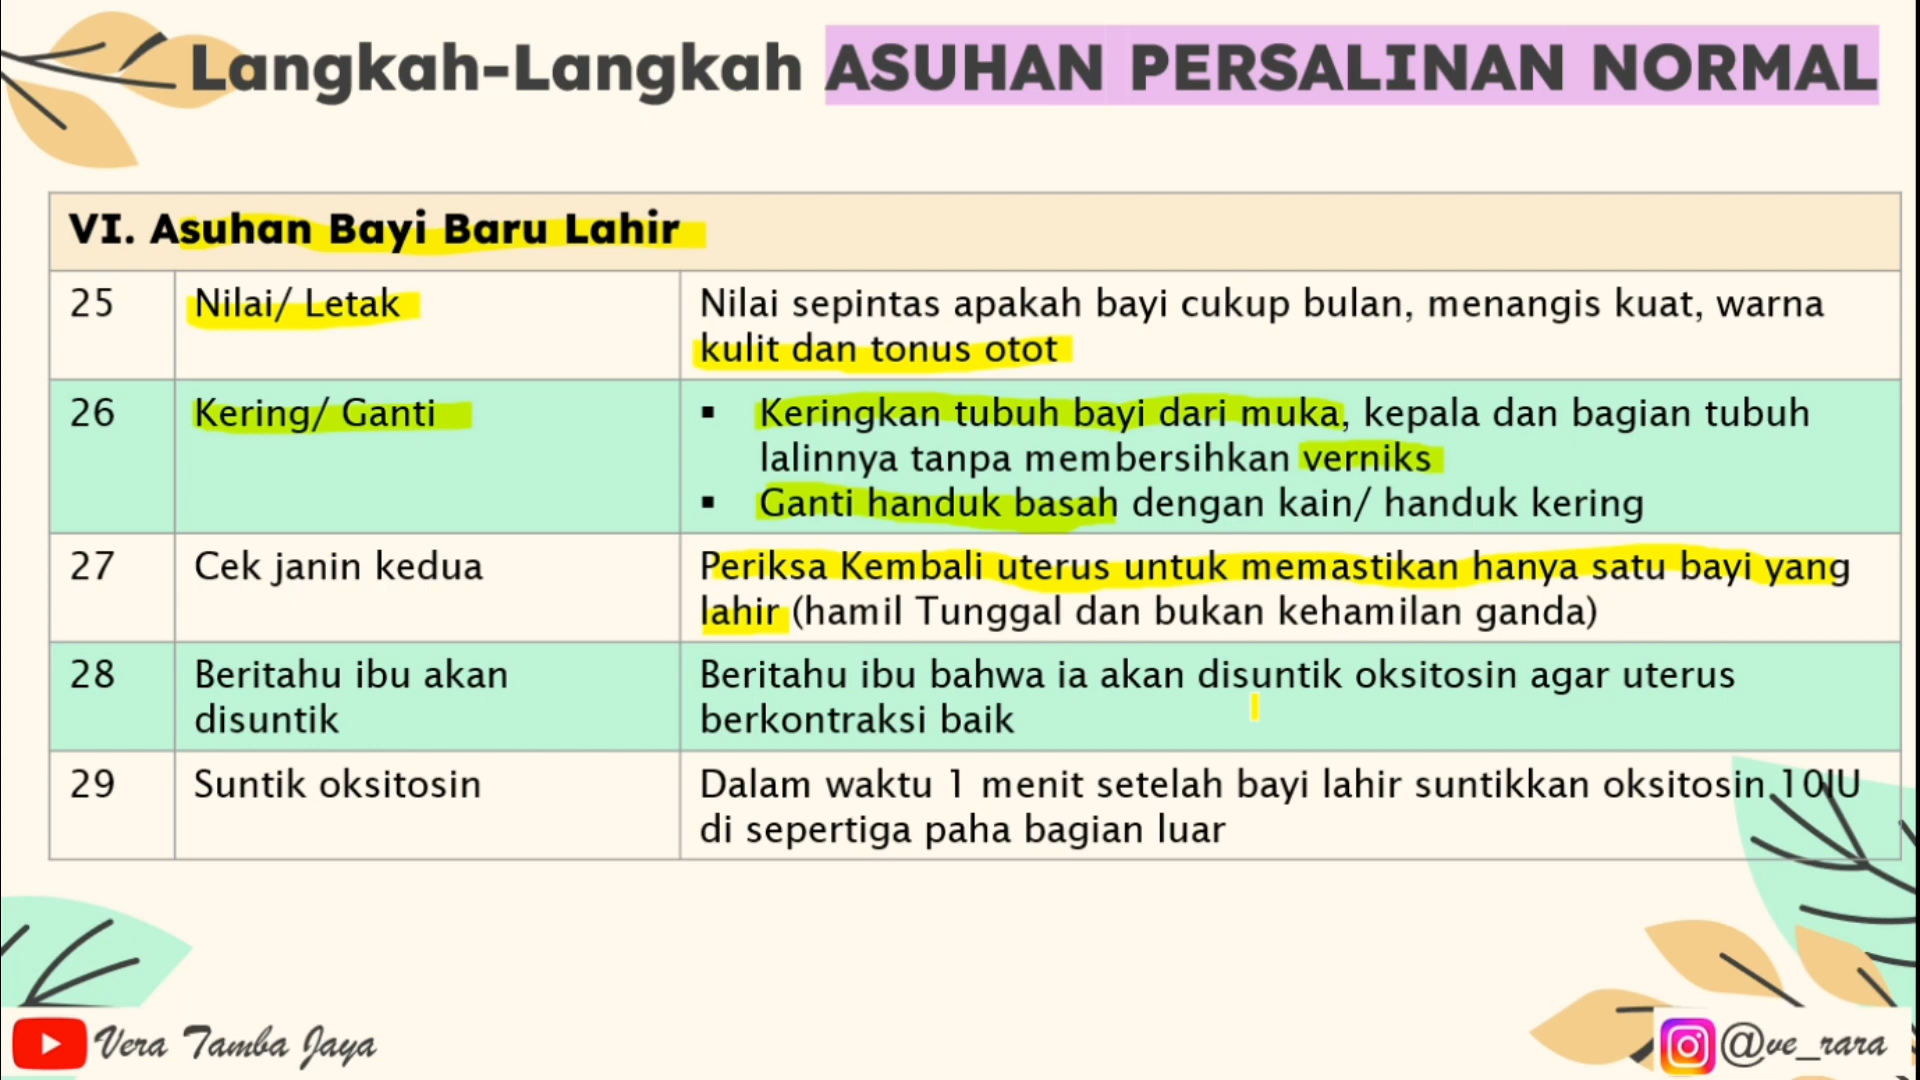 Langkah-Langkah ASUHAN PERSALINAN NORMAL
VI. Asuhan Bayi Baru Lahir
25
Nilai/ Letak
Nilai sepintas apakah bayi cukup bulan, menangis kuat, warna
kulit dan tonus otot
26
Kering/ Ganti
▪ Keringkan tubuh bayi dari muka, kepala dan bagian tubuh
lalinnya tanpa membersihkan verniks
▪ Ganti handuk basah dengan kain/ handuk kering
27
Cek janin kedua
Periksa Kembali uterus untuk memastikan hanya satu bayi yang
lahir (hamil Tunggal dan bukan kehamilan ganda)
28
Beritahu ibu akan
disuntik
Beritahu ibu bahwa ia akan disuntik oksitosin agar uterus
berkontraksi baik
29
Suntik oksitosin
Dalam waktu 1 menit setelah bayi lahir suntikkan oksitosin 10IU
di sepertiga paha bagian luar
Vera Tamba Jaya
@ve_rara